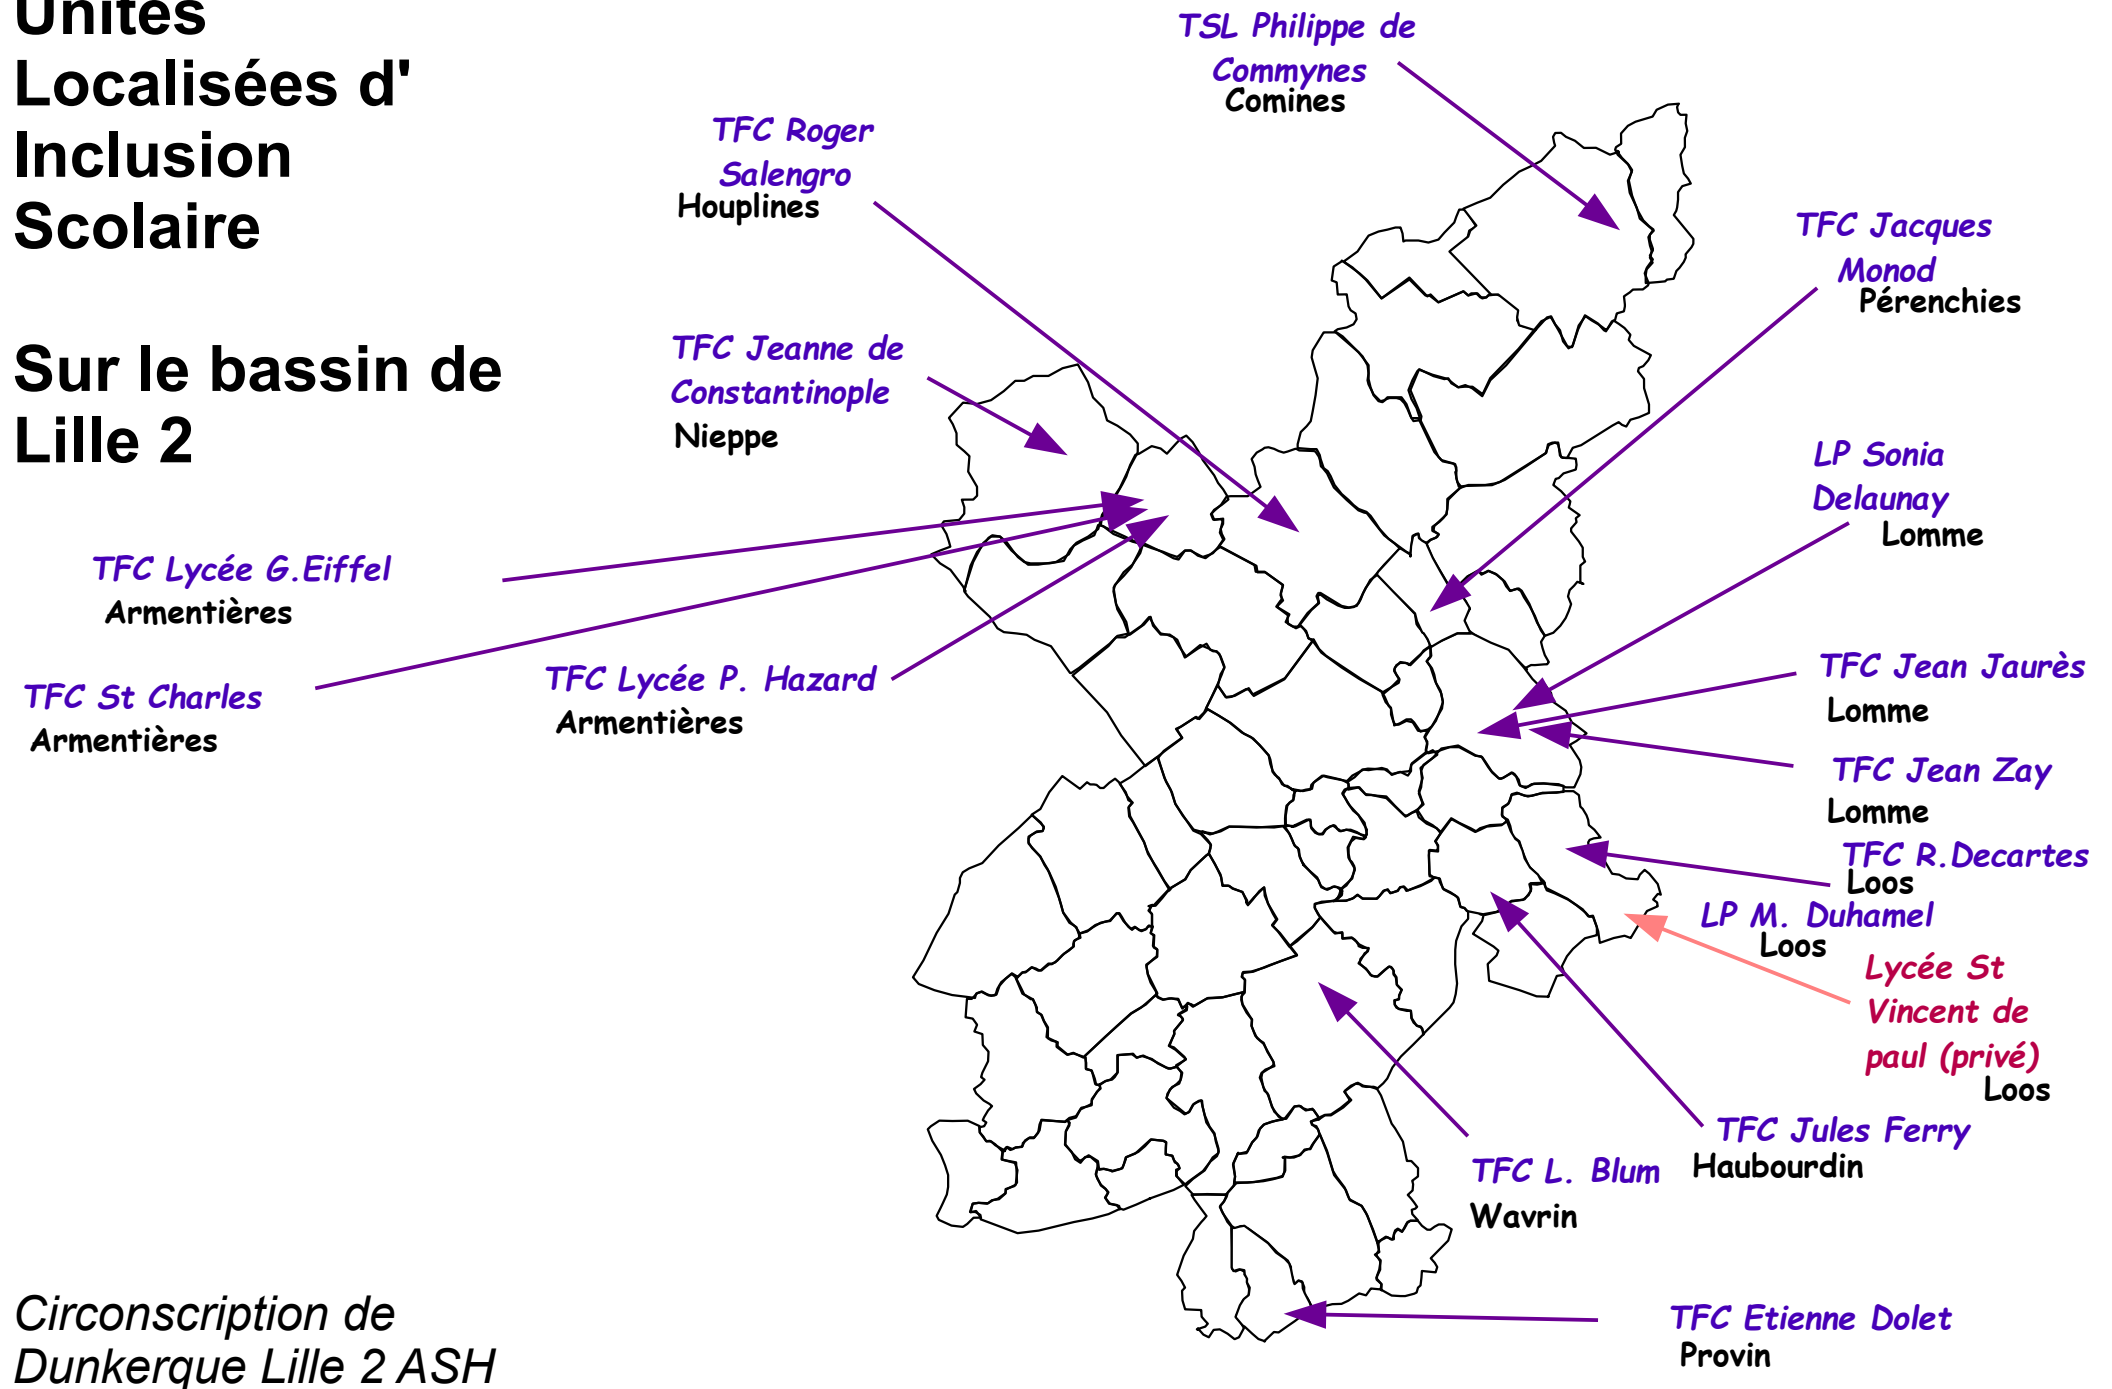 Unités
Localisées d'
Inclusion
Scolaire
Sur le bassin de
Lille 2
TSL Philippe de
Commynes
Comines
TFC Roger
Salengro
Houplines
TFC Jacques
Monod
Pérenchies
TFC Jeanne de
Constantinople
Nieppe
LP Sonia
Delaunay
Lomme
TFC Lycée G.Eiffel
Armentières
TFC St Charles
Armentières
TFC Lycée P. Hazard
Armentières
TFC Jean Jaurès
Lomme
TFC Jean Zay
Lomme
TFC R.Decartes
Loos
LP M. Duhamel
Loos
Lycée St
Vincent de
paul (privé)
Loos
TFC Jules Ferry
Haubourdin
TFC L. Blum
Wavrin
TFC Etienne Dolet
Provin
Circonscription de
Dunkerque Lille 2 ASH